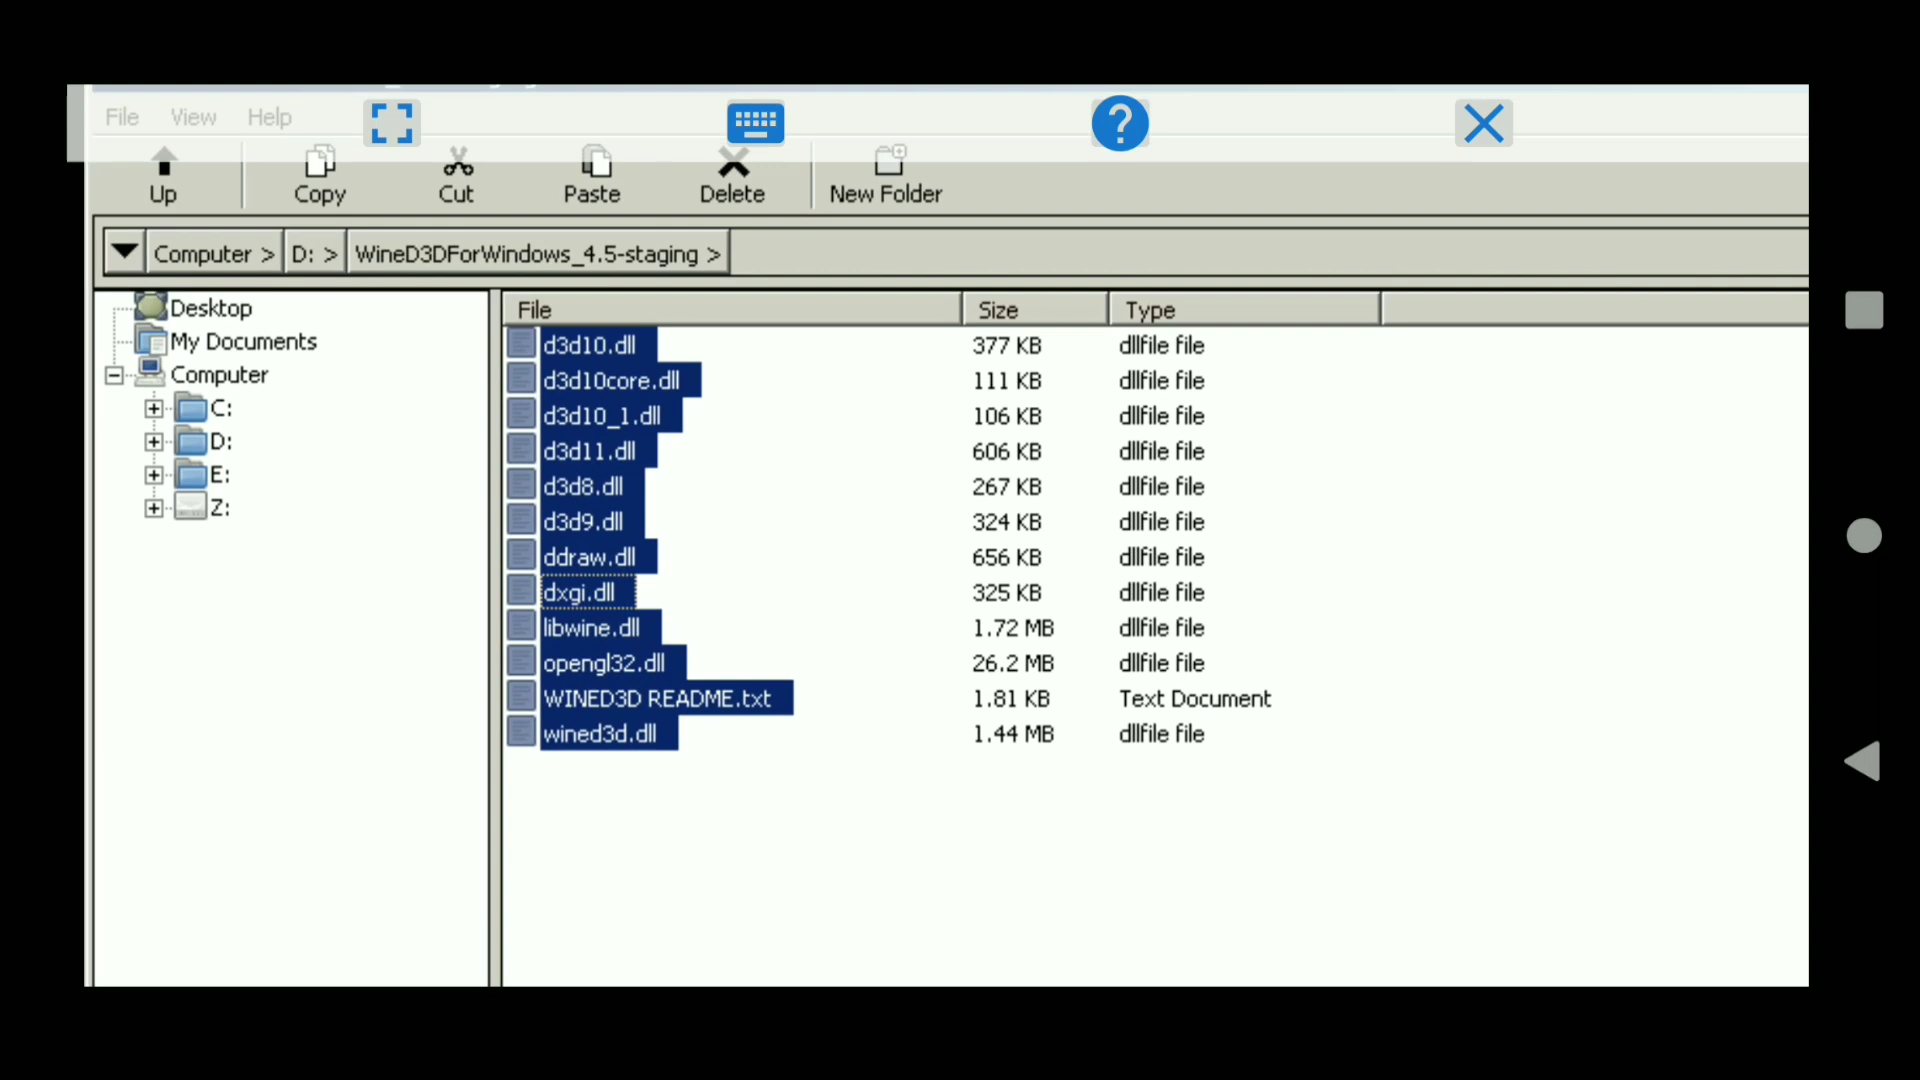 File View Help
Up Copy Cut Paste Delete New Folder
Computer > D: > WineD3DForWindows_4.5-staging >
Desktop
My Documents
Computer
C:
D:
E:
Z:
File Size Type
d3d10.dll 377 KB dllfile file
d3d10core.dll 111 KB dllfile file
d3d10_1.dll 106 KB dllfile file
d3d11.dll 606 KB dllfile file
d3d8.dll 267 KB dllfile file
d3d9.dll 324 KB dllfile file
ddraw.dll 656 KB dllfile file
dxgi.dll 325 KB dllfile file
libwine.dll 1.72 MB dllfile file
opengl32.dll 26.2 MB dllfile file
WINED3D README.txt 1.81 KB Text Document
wined3d.dll 1.44 MB dllfile file